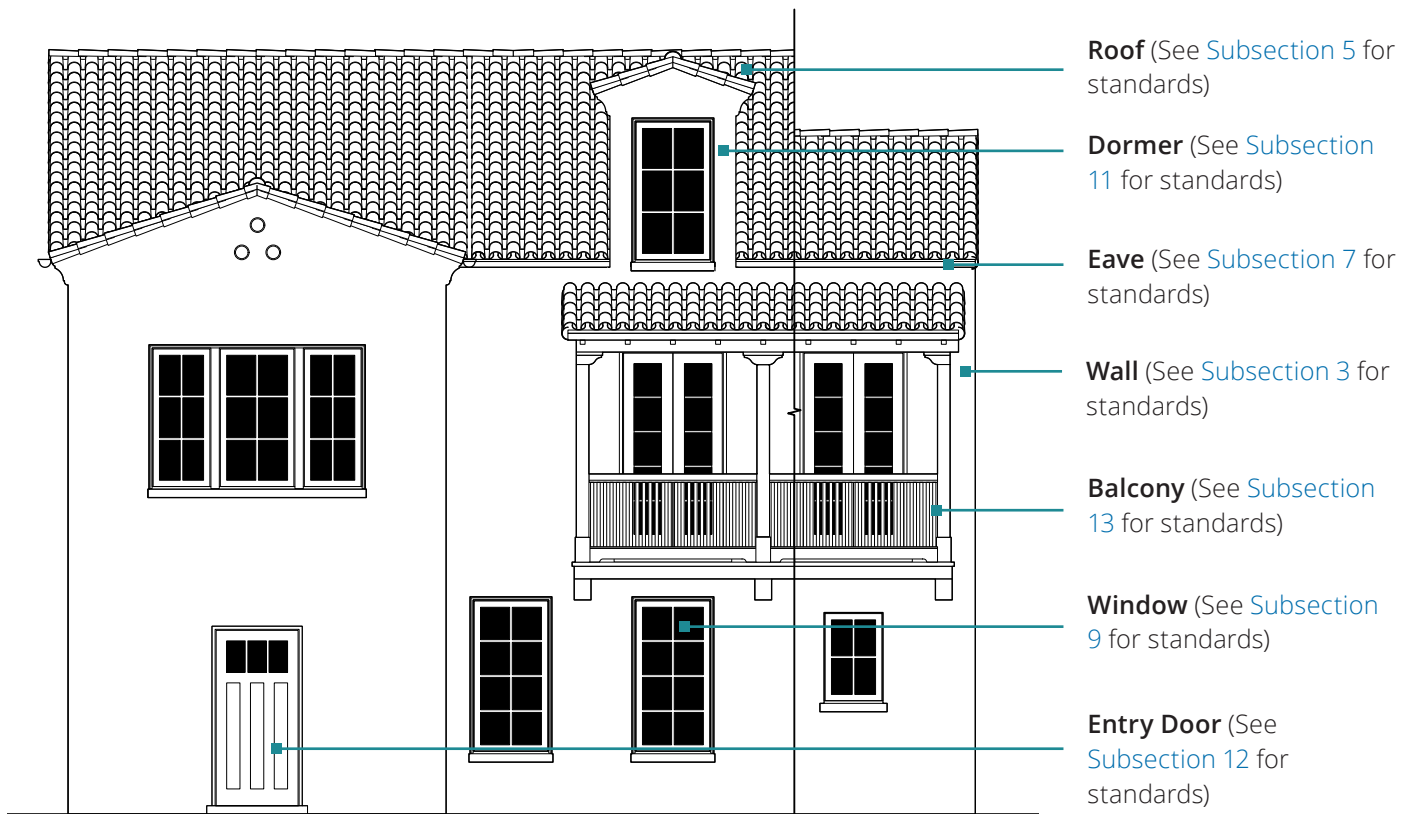 Roof (See Subsection 5 for
standards)
Dormer (See Subsection
11 for standards)
Eave (See Subsection 7 for
standards)
Wall (See Subsection 3 for
standards)
Balcony (See Subsection
13 for standards)
Window (See Subsection
9 for standards)
Entry Door (See
Subsection 12 for
standards)